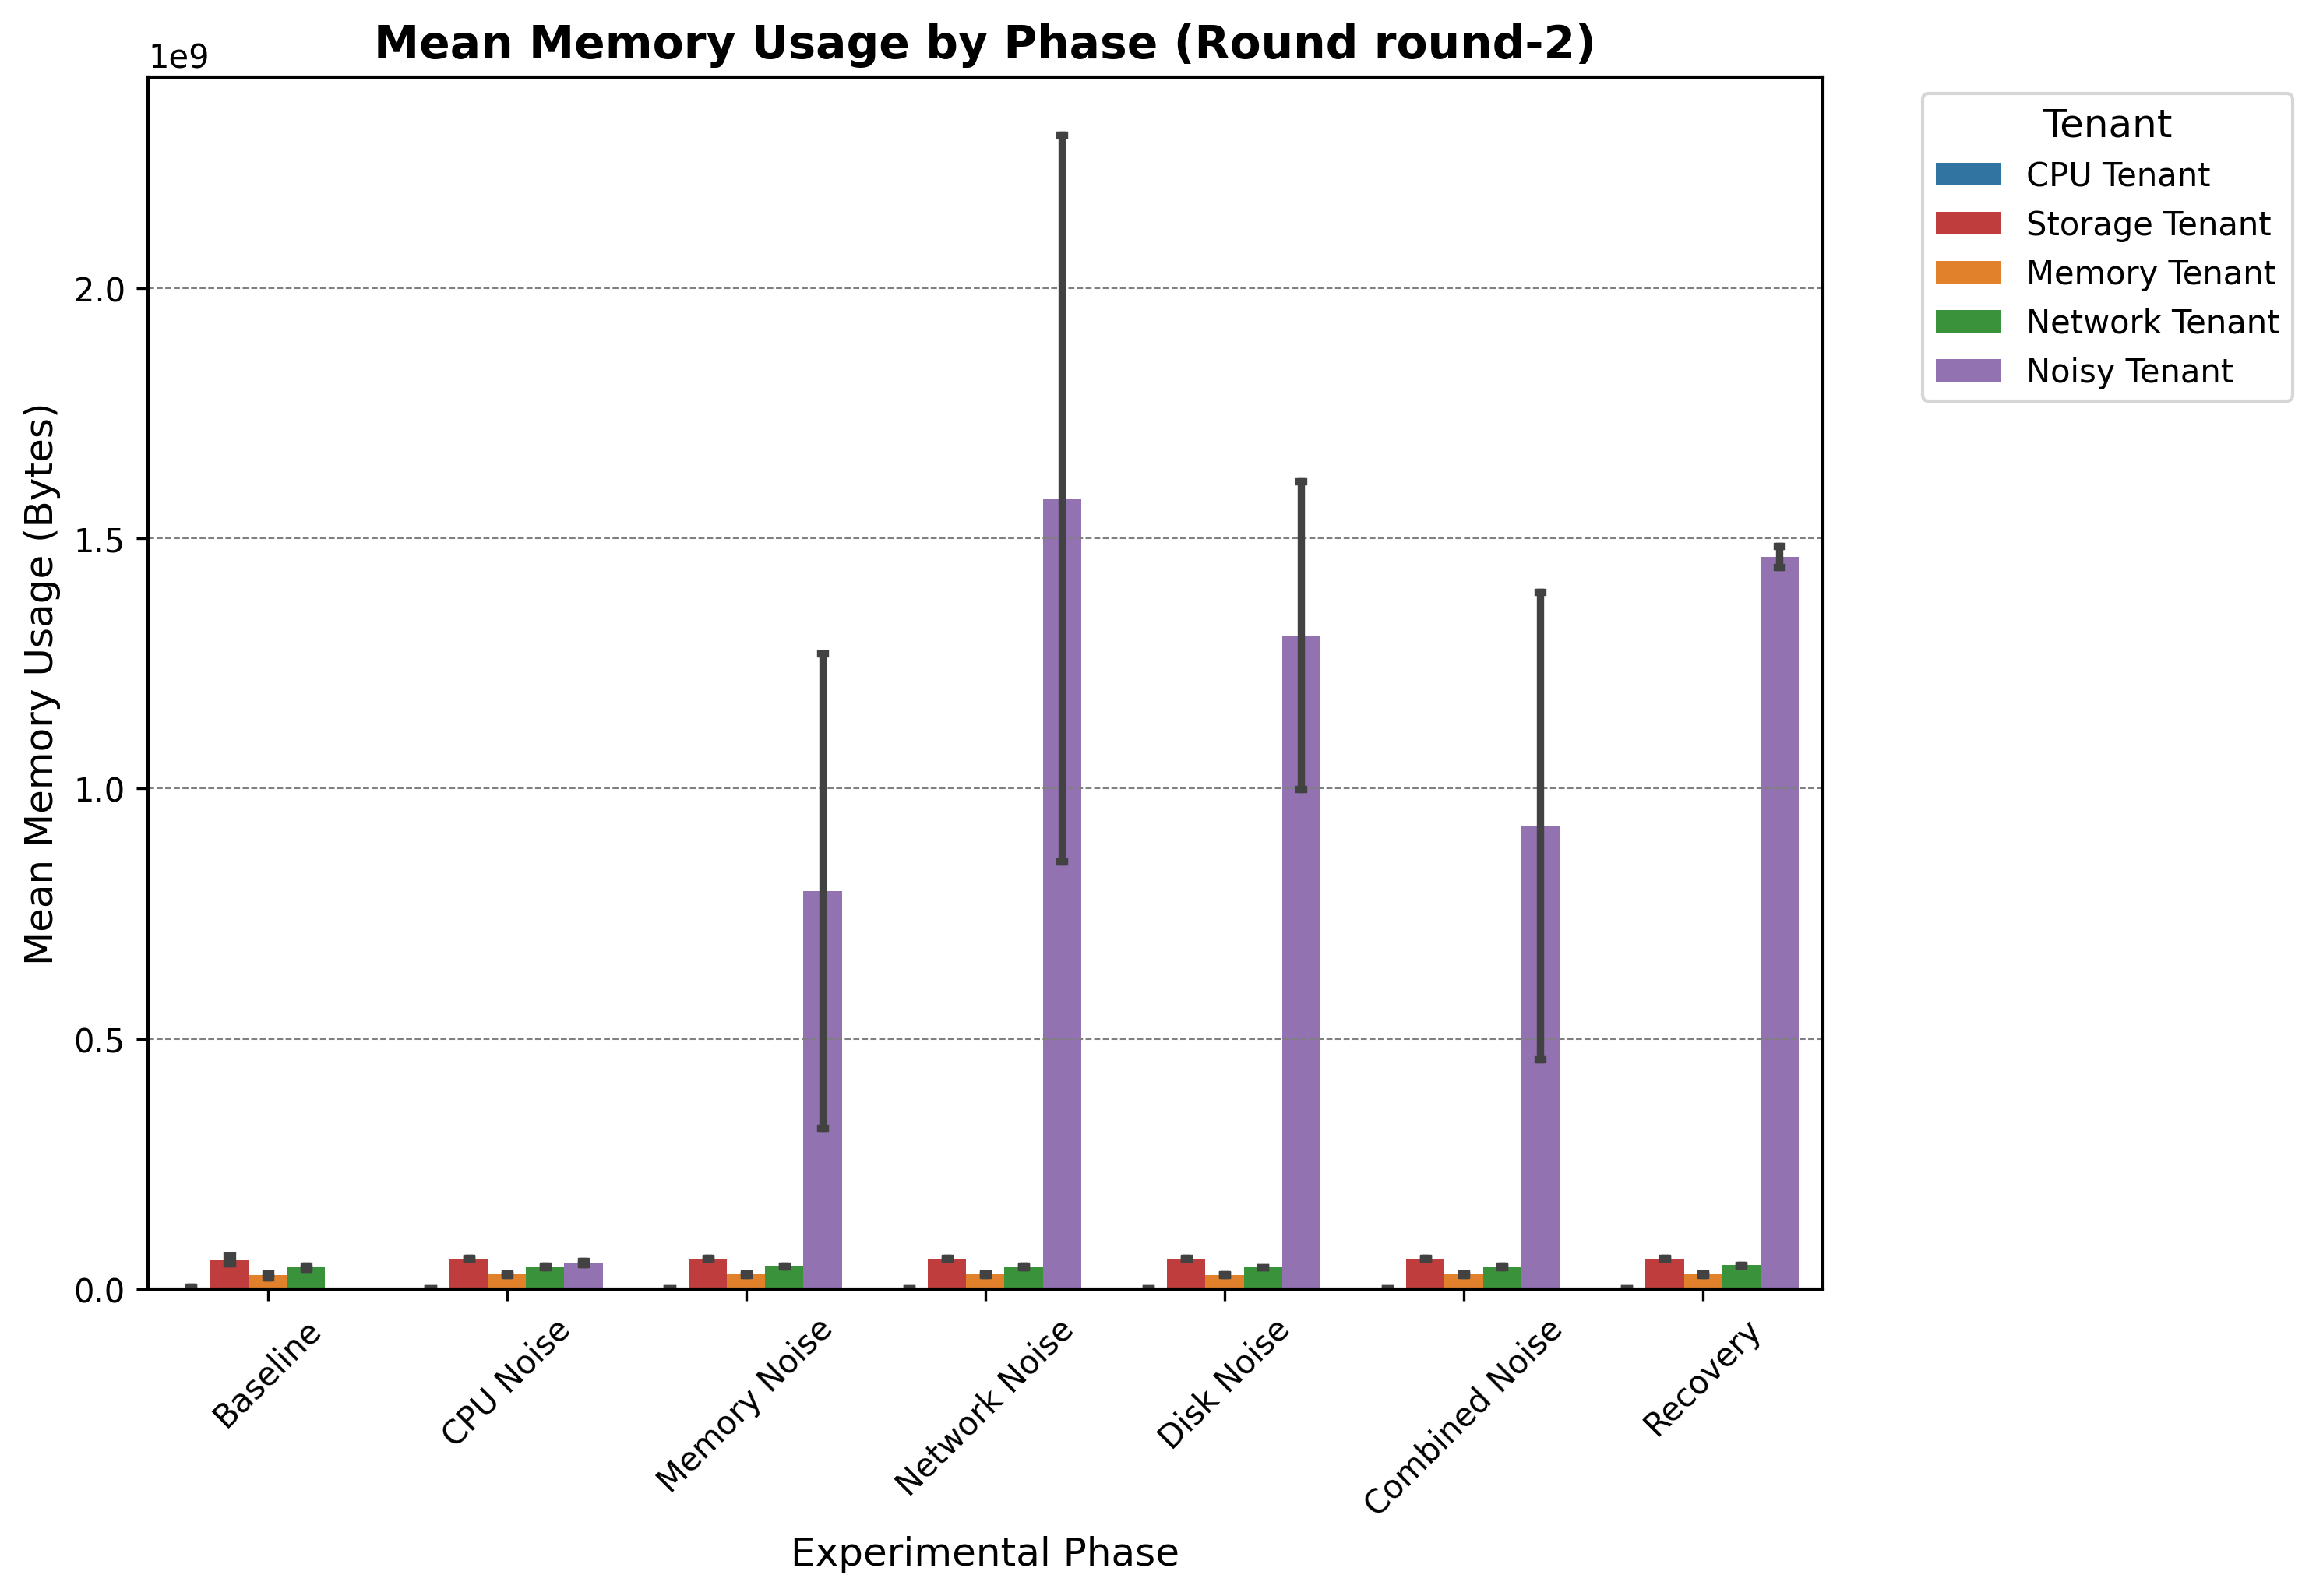 Mean Memory Usage by Phase (Round round-2)
1e9
Mean Memory Usage (Bytes)
2.0
1.5
1.0
0.5
0.0
Baseline
CPU Noise
Memory Noise
Network Noise
Disk Noise
Combined Noise
Recovery
Experimental Phase
Tenant
CPU Tenant
Storage Tenant
Memory Tenant
Network Tenant
Noisy Tenant